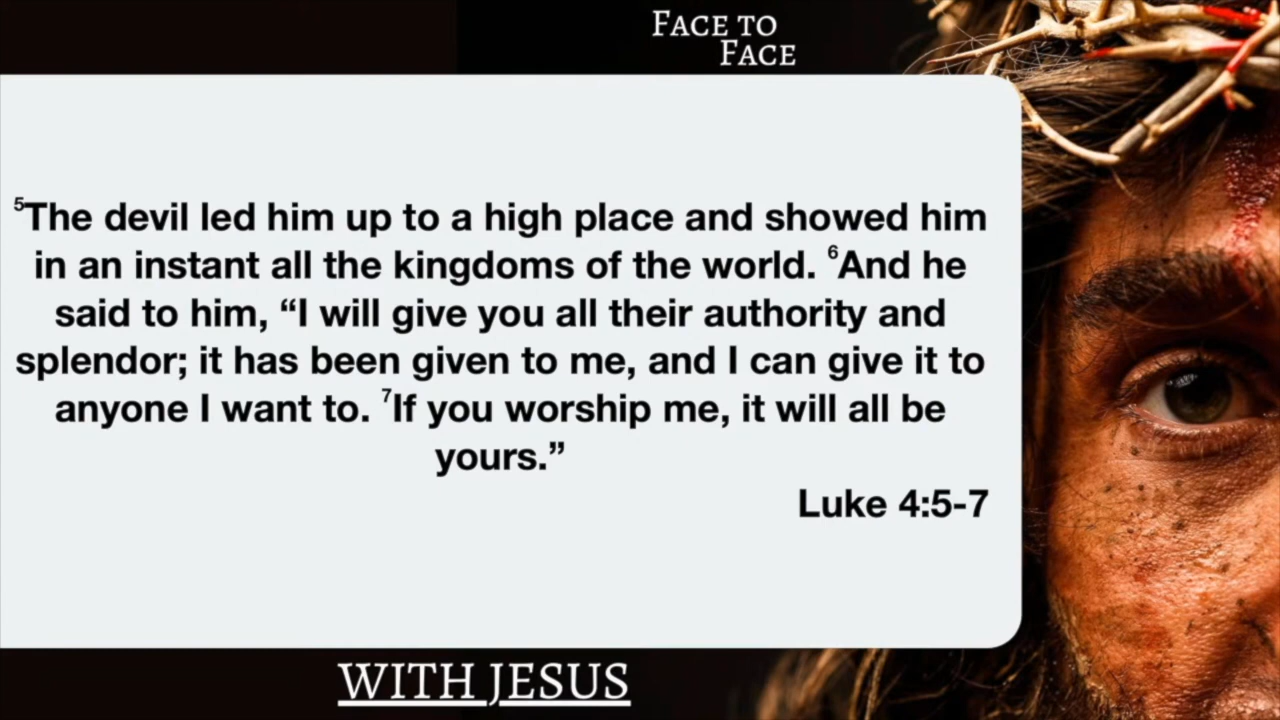 FACE TO
FACE
⁵The devil led him up to a high place and showed him
in an instant all the kingdoms of the world. ⁶And he
said to him, “I will give you all their authority and
splendor; it has been given to me, and I can give it to
anyone I want to. ⁷If you worship me, it will all be
yours.”
Luke 4:5-7
WITH JESUS